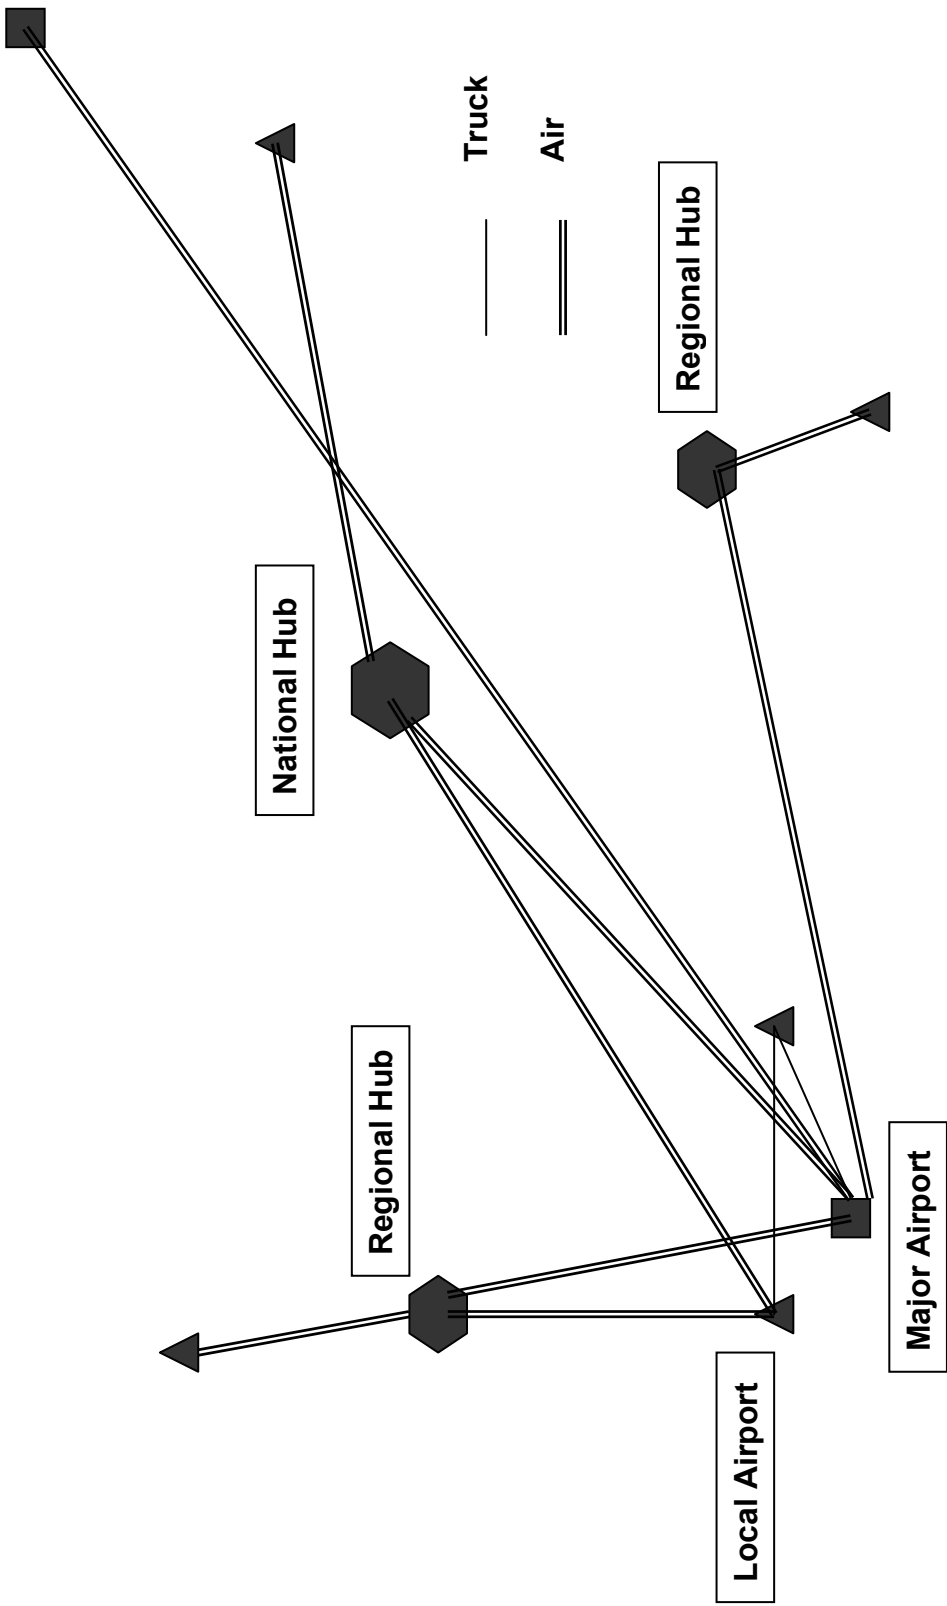 Regional Hub
National Hub
Truck
Air
Local Airport
Major Airport
Regional Hub